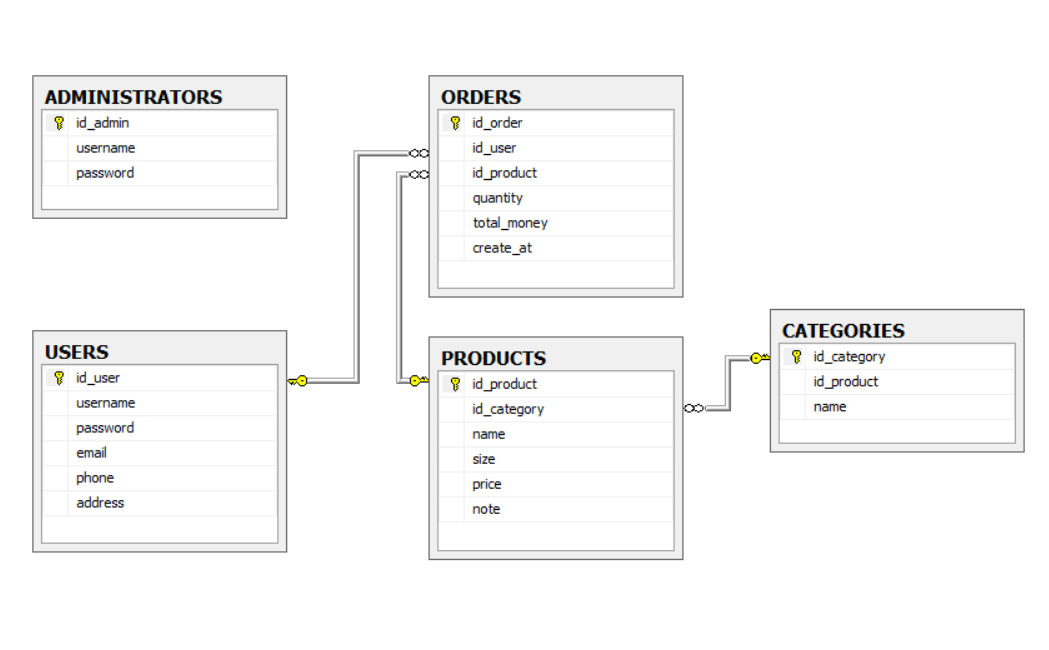 ADMINISTRATORS
id_admin
username
password
ORDERS
id_order
id_user
id_product
quantity
total_money
create_at
USERS
id_user
username
password
email
phone
address
PRODUCTS
id_product
id_category
name
size
price
note
CATEGORIES
id_category
id_product
name